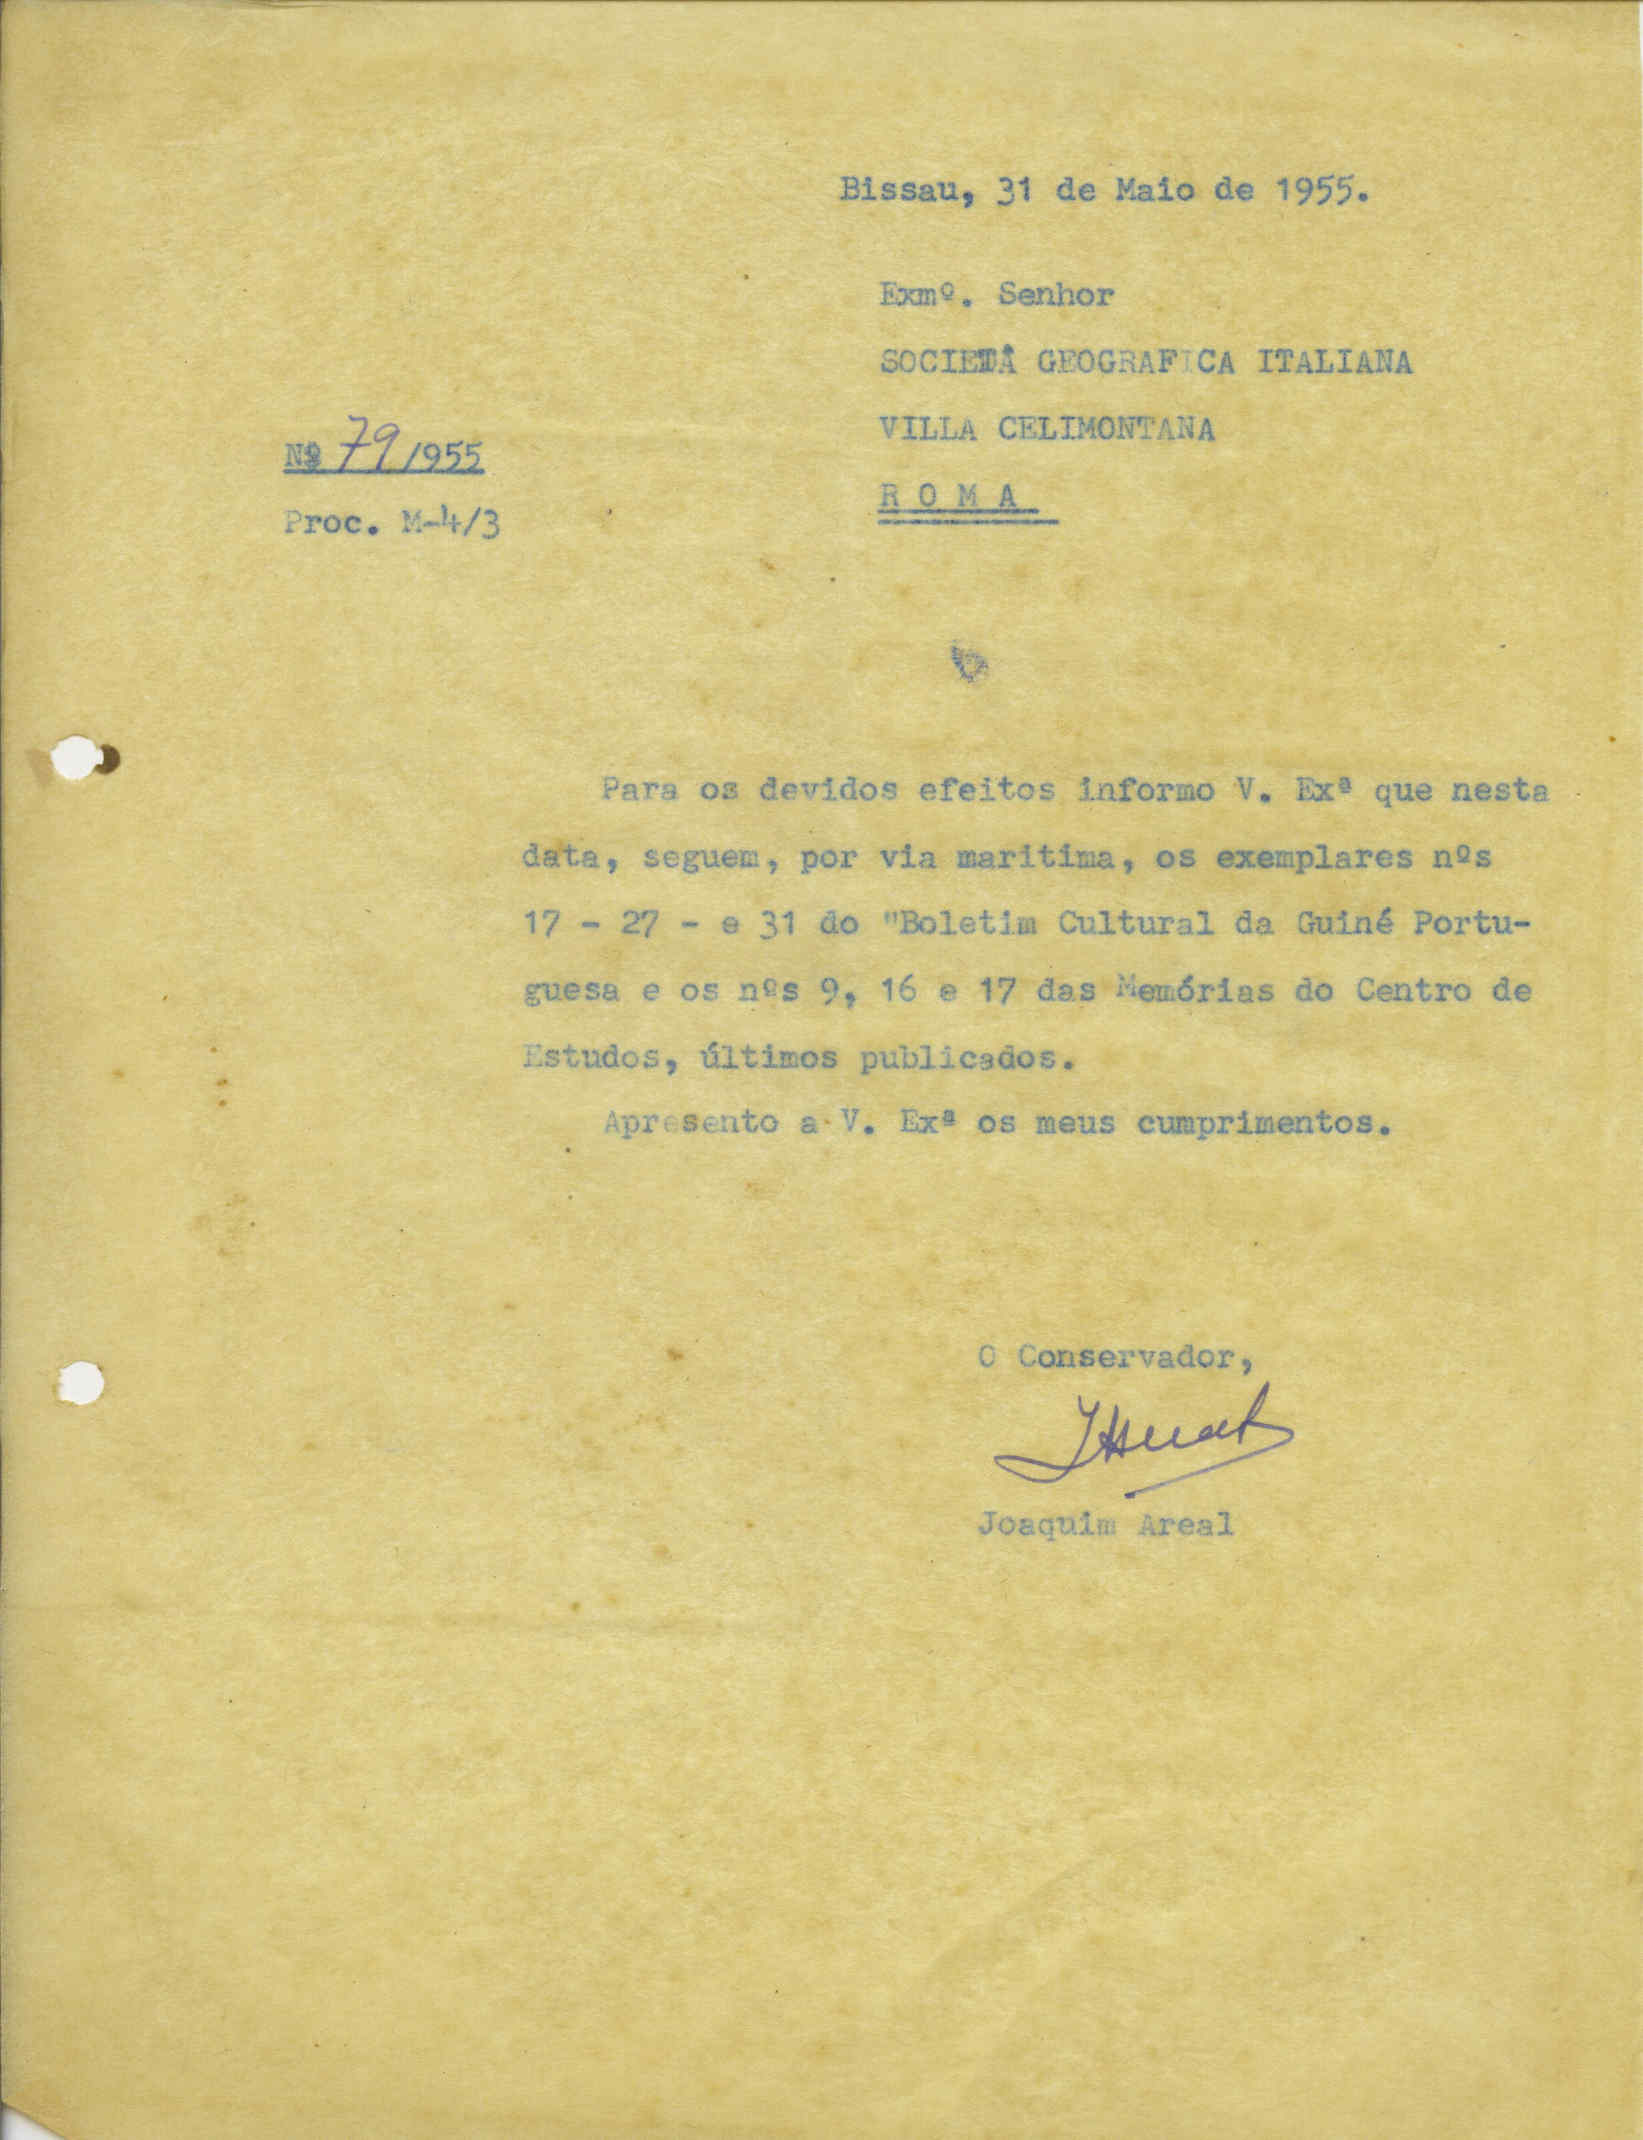 Bissau, 31 de Maio de 1955.
Exmº. Senhor
SOCIETÂ GEOGRAFICA ITALIANA
VILLA CELIMONTANA
Nº 79/955
R O M A
Proc. M-4/3
Para os devidos efeitos informo V. Exª que nesta
data, seguem, por via maritima, os exemplares nºs
17 - 27 - e 31 do "Boletim Cultural da Guiné Portu-
guesa e os nºs 9, 16 e 17 das Memórias do Centro de
Estudos, últimos publicados.
Apresento a V. Exª os meus cumprimentos.
O Conservador,
Joaquim Areal